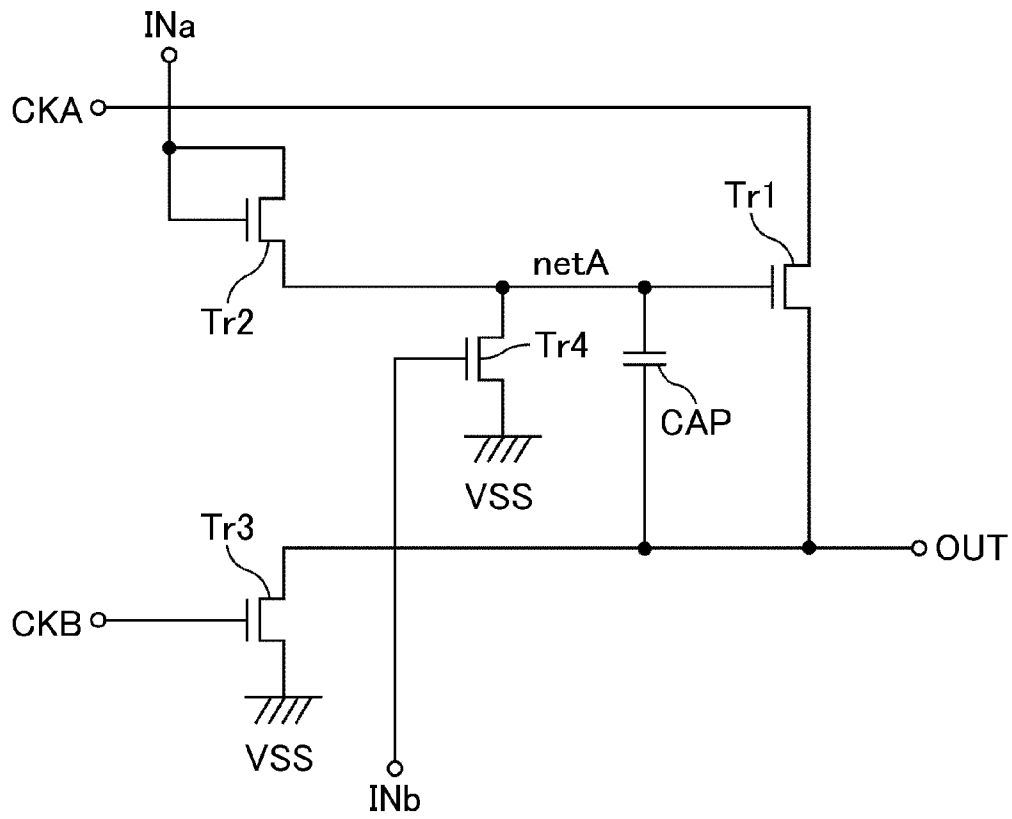 INa
CKA
Tr1
netA
Tr2
Tr4
CAP
VSS
Tr3
OUT
CKB
VSS
INb